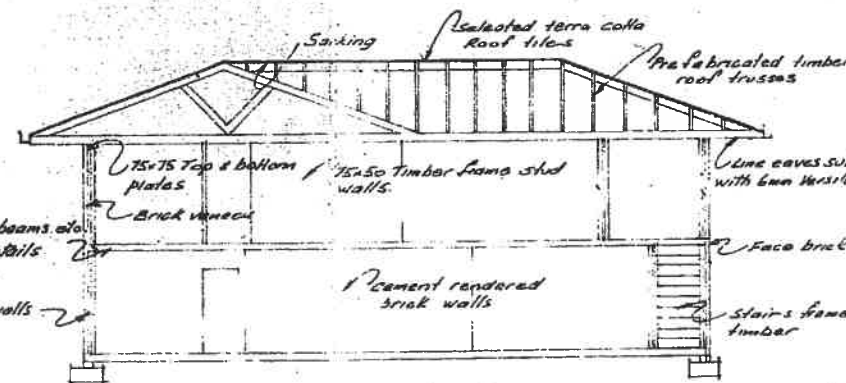 Sarking
selected terra cotta
Roof tiles
Prefabricated timber
roof trusses
75x75 Top & bottom
plates
75x50 Timber frame stud
walls.
Line eaves
with 6mm
Brick veneer
beams
Face brick
cement rendered
brick walls
walls
Stairs frame
timber